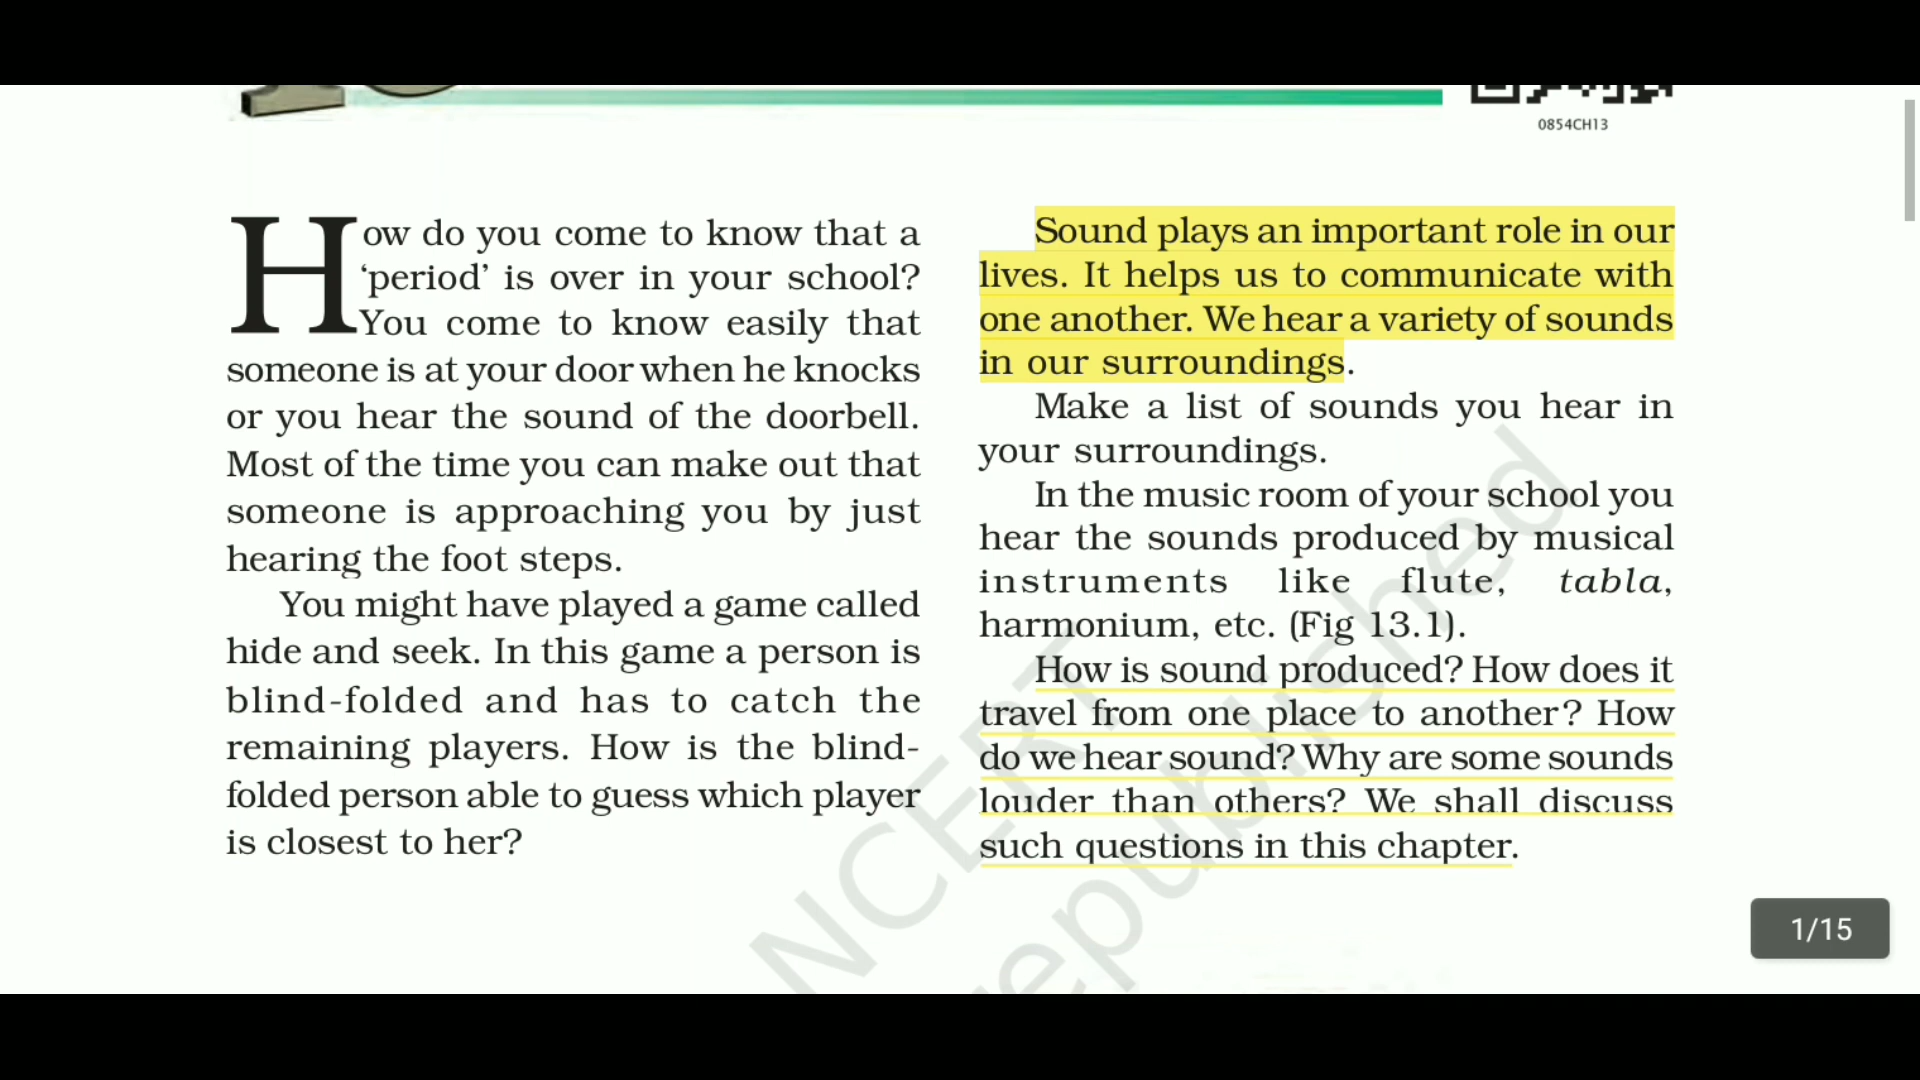 0854CH13
How do you come to know that a
‘period’ is over in your school?
You come to know easily that
someone is at your door when he knocks
or you hear the sound of the doorbell.
Most of the time you can make out that
someone is approaching you by just
hearing the foot steps.
You might have played a game called
hide and seek. In this game a person is
blind-folded and has to catch the
remaining players. How is the blind-
folded person able to guess which player
is closest to her?
Sound plays an important role in our
lives. It helps us to communicate with
one another. We hear a variety of sounds
in our surroundings.
Make a list of sounds you hear in
your surroundings.
In the music room of your school you
hear the sounds produced by musical
instruments like flute, tabla,
harmonium, etc. (Fig 13.1).
How is sound produced? How does it
travel from one place to another? How
do we hear sound? Why are some sounds
louder than others? We shall discuss
such questions in this chapter.
NCERT
republished
1/15